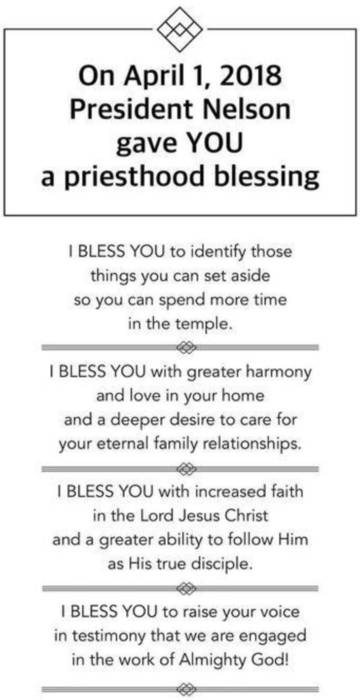 On April 1, 2018
President Nelson
gave YOU
a priesthood blessing
I BLESS YOU to identify those
things you can set aside
so you can spend more time
in the temple.
I BLESS YOU with greater harmony
and love in your home
and a deeper desire to care for
your eternal family relationships.
I BLESS YOU with increased faith
in the Lord Jesus Christ
and a greater ability to follow Him
as His true disciple.
I BLESS YOU to raise your voice
in testimony that we are engaged
in the work of Almighty God!